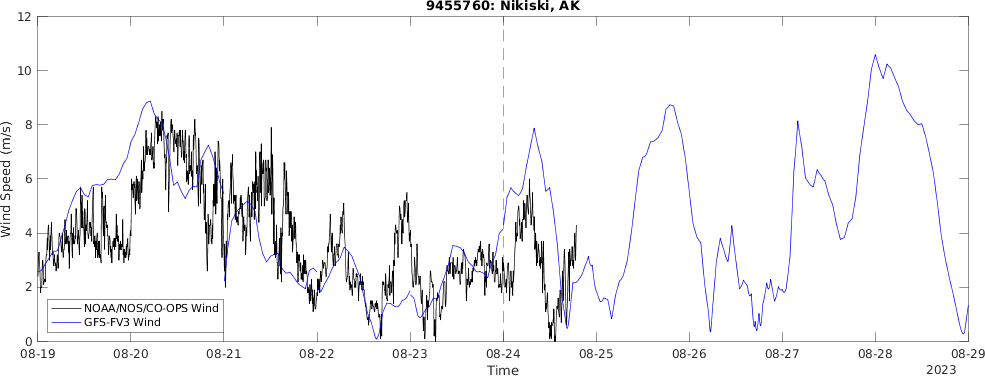 9455760: Nikiski, AK
Wind Speed (m/s)
12
10
8
6
4
2
0
NOAA/NOS/CO-OPS Wind
GFS-FV3 Wind
08-19 08-20 08-21 08-22 08-23 08-24 08-25 08-26 08-27 08-28 08-29
Time
2023